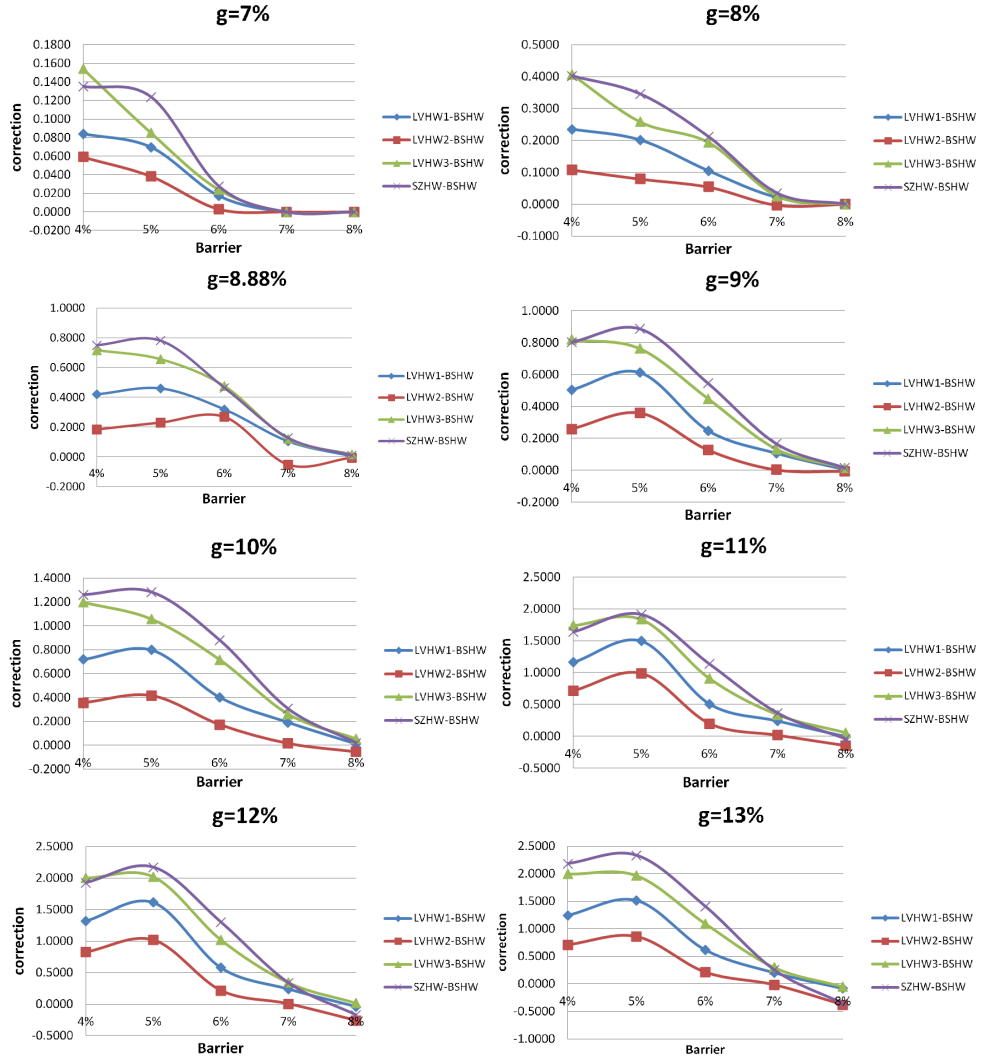 g=7%
0.1800
0.1600
0.1400
0.1200
0.1000
0.0800
0.0600
0.0400
0.0200
0.0000
-0.0200
correction
4% 5% 6% 7% 8%
Barrier
LVHW1-BSHW
LVHW2-BSHW
LVHW3-BSHW
SZHW-BSHW
g=8%
0.5000
0.4000
0.3000
0.2000
0.1000
0.0000
-0.1000
correction
4% 5% 6% 7% 8%
Barrier
LVHW1-BSHW
LVHW2-BSHW
LVHW3-BSHW
SZHW-BSHW
g=8.88%
1.0000
0.8000
0.6000
0.4000
0.2000
0.0000
-0.2000
correction
4% 5% 6% 7% 8%
Barrier
LVHW1-BSHW
LVHW2-BSHW
LVHW3-BSHW
SZHW-BSHW
g=9%
1.0000
0.8000
0.6000
0.4000
0.2000
0.0000
-0.2000
correction
4% 5% 6% 7% 8%
Barrier
LVHW1-BSHW
LVHW2-BSHW
LVHW3-BSHW
SZHW-BSHW
g=10%
1.4000
1.2000
1.0000
0.8000
0.6000
0.4000
0.2000
0.0000
-0.2000
correction
4% 5% 6% 7% 8%
Barrier
LVHW1-BSHW
LVHW2-BSHW
LVHW3-BSHW
SZHW-BSHW
g=11%
2.5000
2.0000
1.5000
1.0000
0.5000
0.0000
-0.5000
correction
4% 5% 6% 7% 8%
Barrier
LVHW1-BSHW
LVHW2-BSHW
LVHW3-BSHW
SZHW-BSHW
g=12%
2.5000
2.0000
1.5000
1.0000
0.5000
0.0000
-0.5000
correction
4% 5% 6% 7% 8%
Barrier
LVHW1-BSHW
LVHW2-BSHW
LVHW3-BSHW
SZHW-BSHW
g=13%
2.5000
2.0000
1.5000
1.0000
0.5000
0.0000
-0.5000
-1.0000
correction
4% 5% 6% 7% 8%
Barrier
LVHW1-BSHW
LVHW2-BSHW
LVHW3-BSHW
SZHW-BSHW